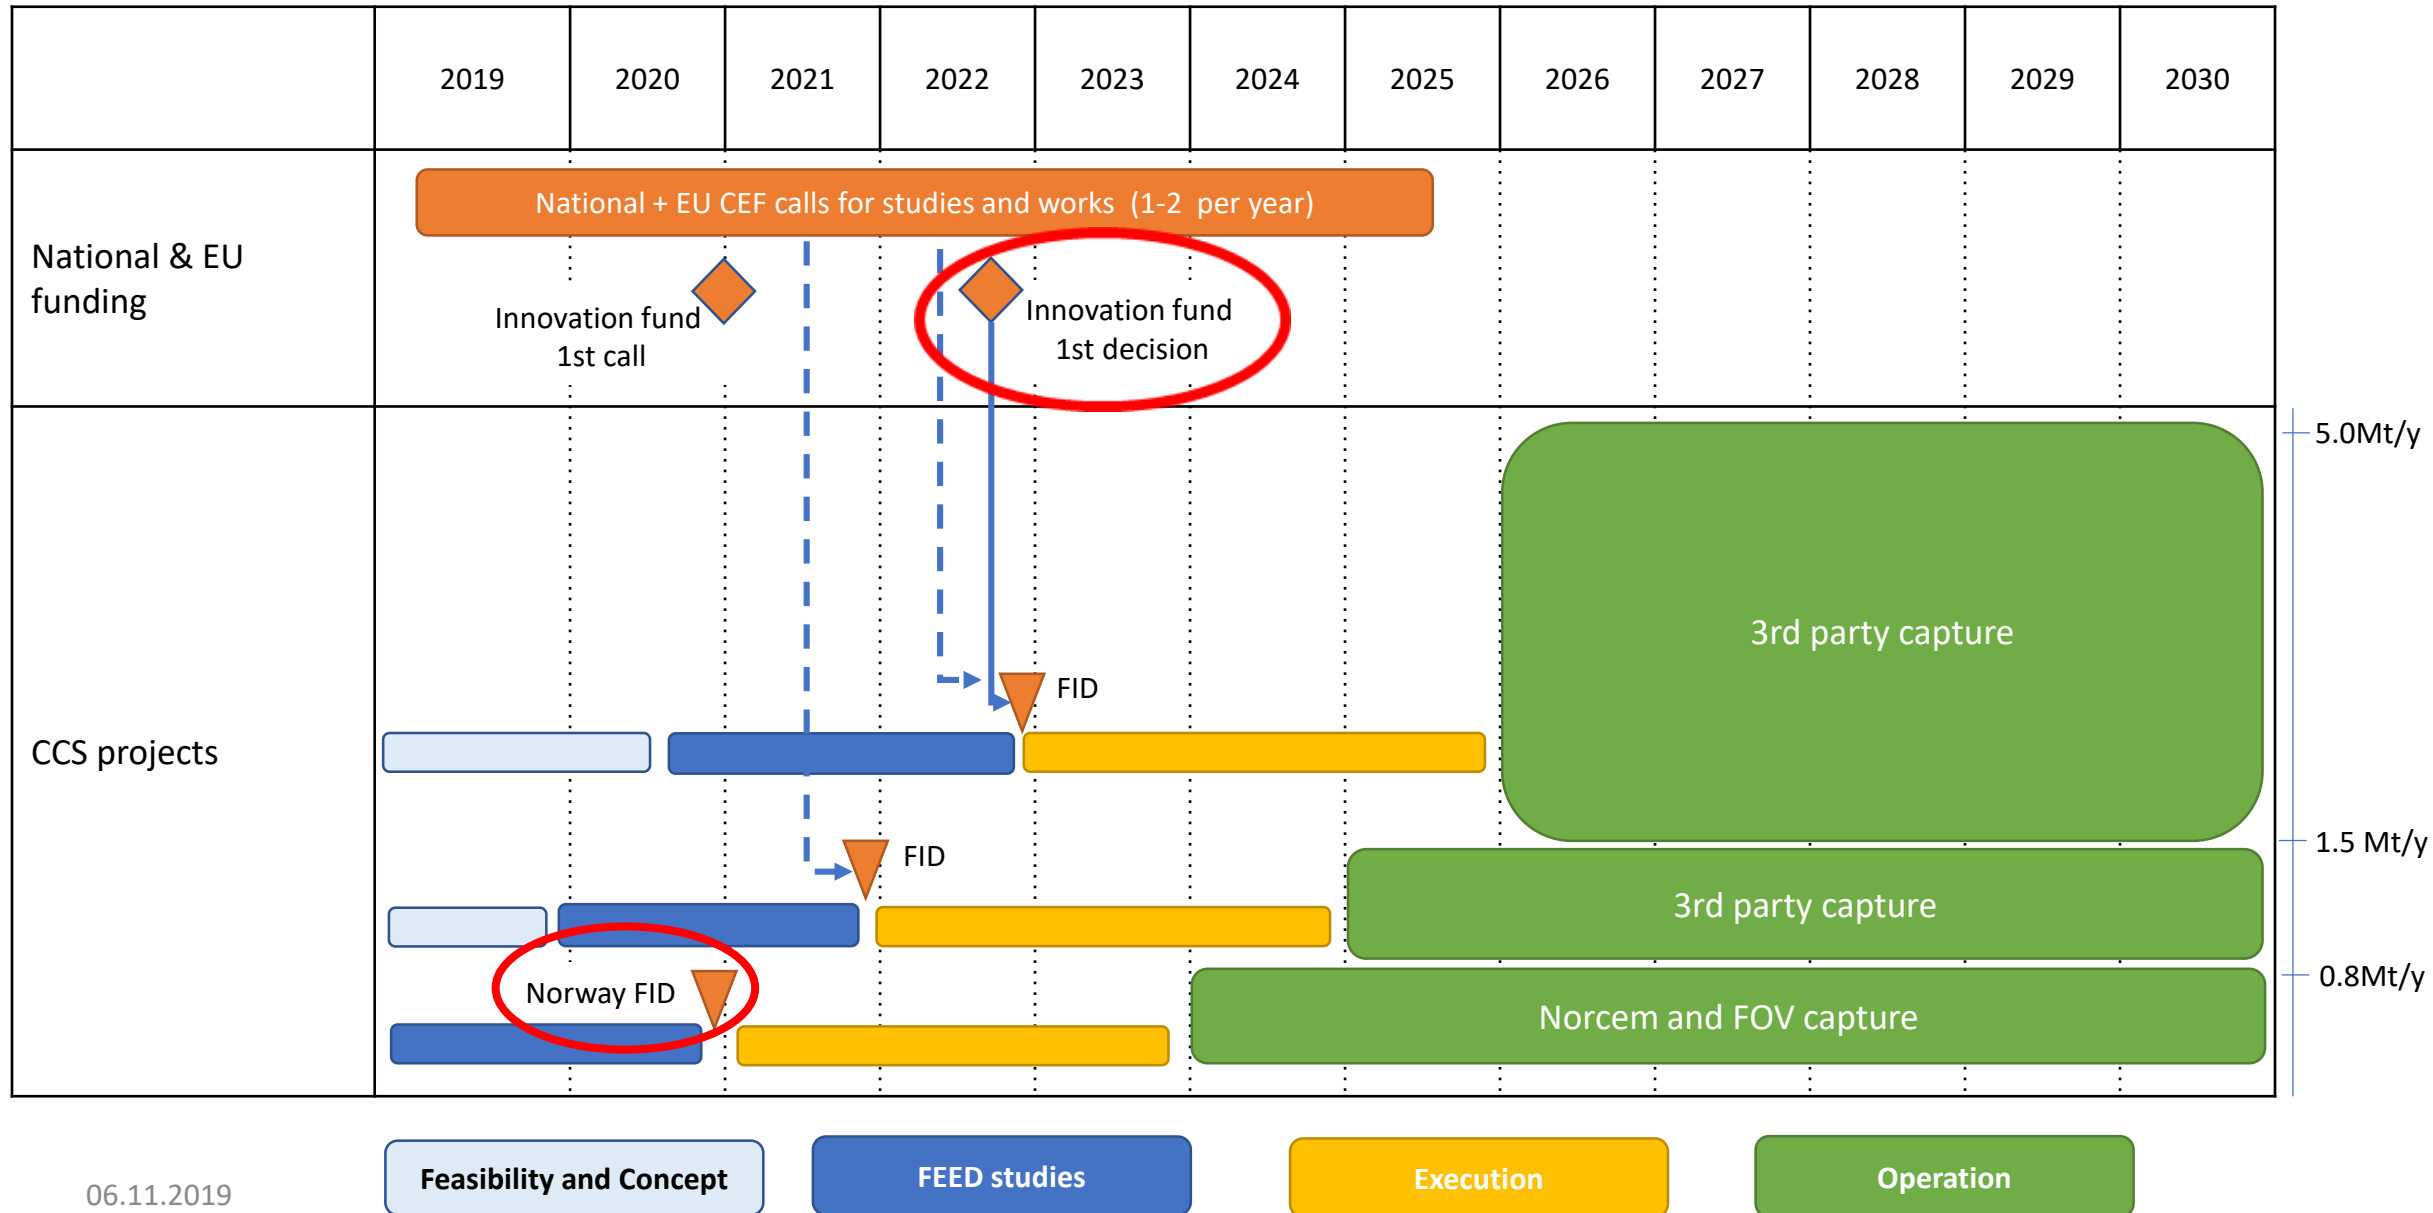 2019 2020 2021 2022 2023 2024 2025 2026 2027 2028 2029 2030
National & EU
funding
National + EU CEF calls for studies and works (1-2 per year)
Innovation fund
1st call
Innovation fund
1st decision
CCS projects
5.0Mt/y
3rd party capture
FID
1.5 Mt/y
FID
3rd party capture
0.8Mt/y
Norway FID
Norcem and FOV capture
Feasibility and Concept
FEED studies
Execution
Operation
06.11.2019